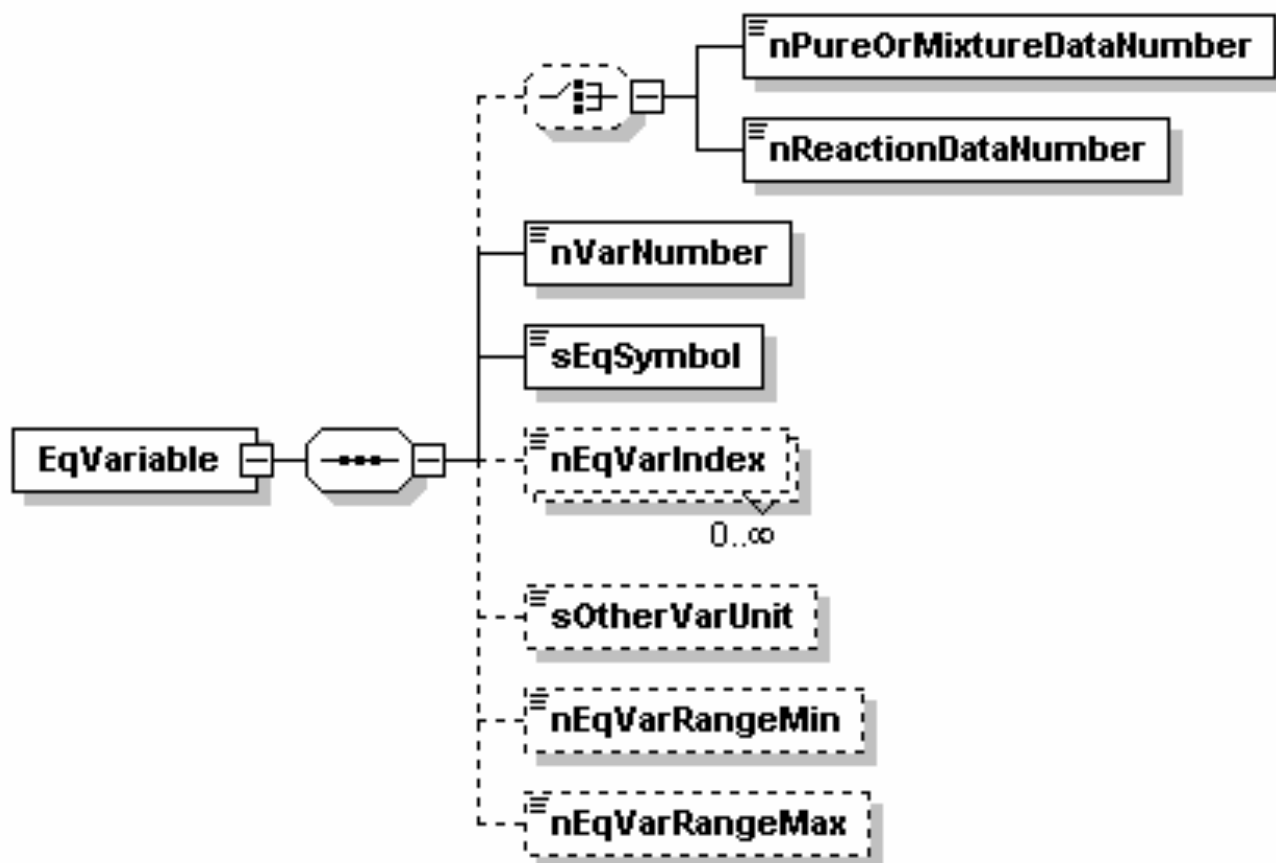 nPureOrMixtureDataNumber
nReactionDataNumber
nVarNumber
sEqSymbol
EqVariable
nEqVarIndex
0..∞
sOtherVarUnit
nEqVarRangeMin
nEqVarRangeMax